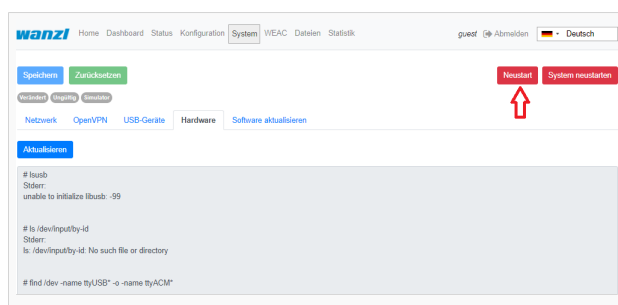 wanzl Home Dashboard Status Konfiguration System WEAC Dateien Statistik guest Abmelden Deutsch
Speichern Zurücksetzen Neustart System neustarten
Verändert Ungültig Simulator
Netzwerk OpenVPN USB-Geräte Hardware Software aktualisieren
Aktualisieren
# lsusb
Stderr:
unable to initialize libusb: -99
# ls /dev/input/by-id
Stderr:
ls: /dev/input/by-id: No such file or directory
# find /dev -name ttyUSB* -o -name ttyACM*